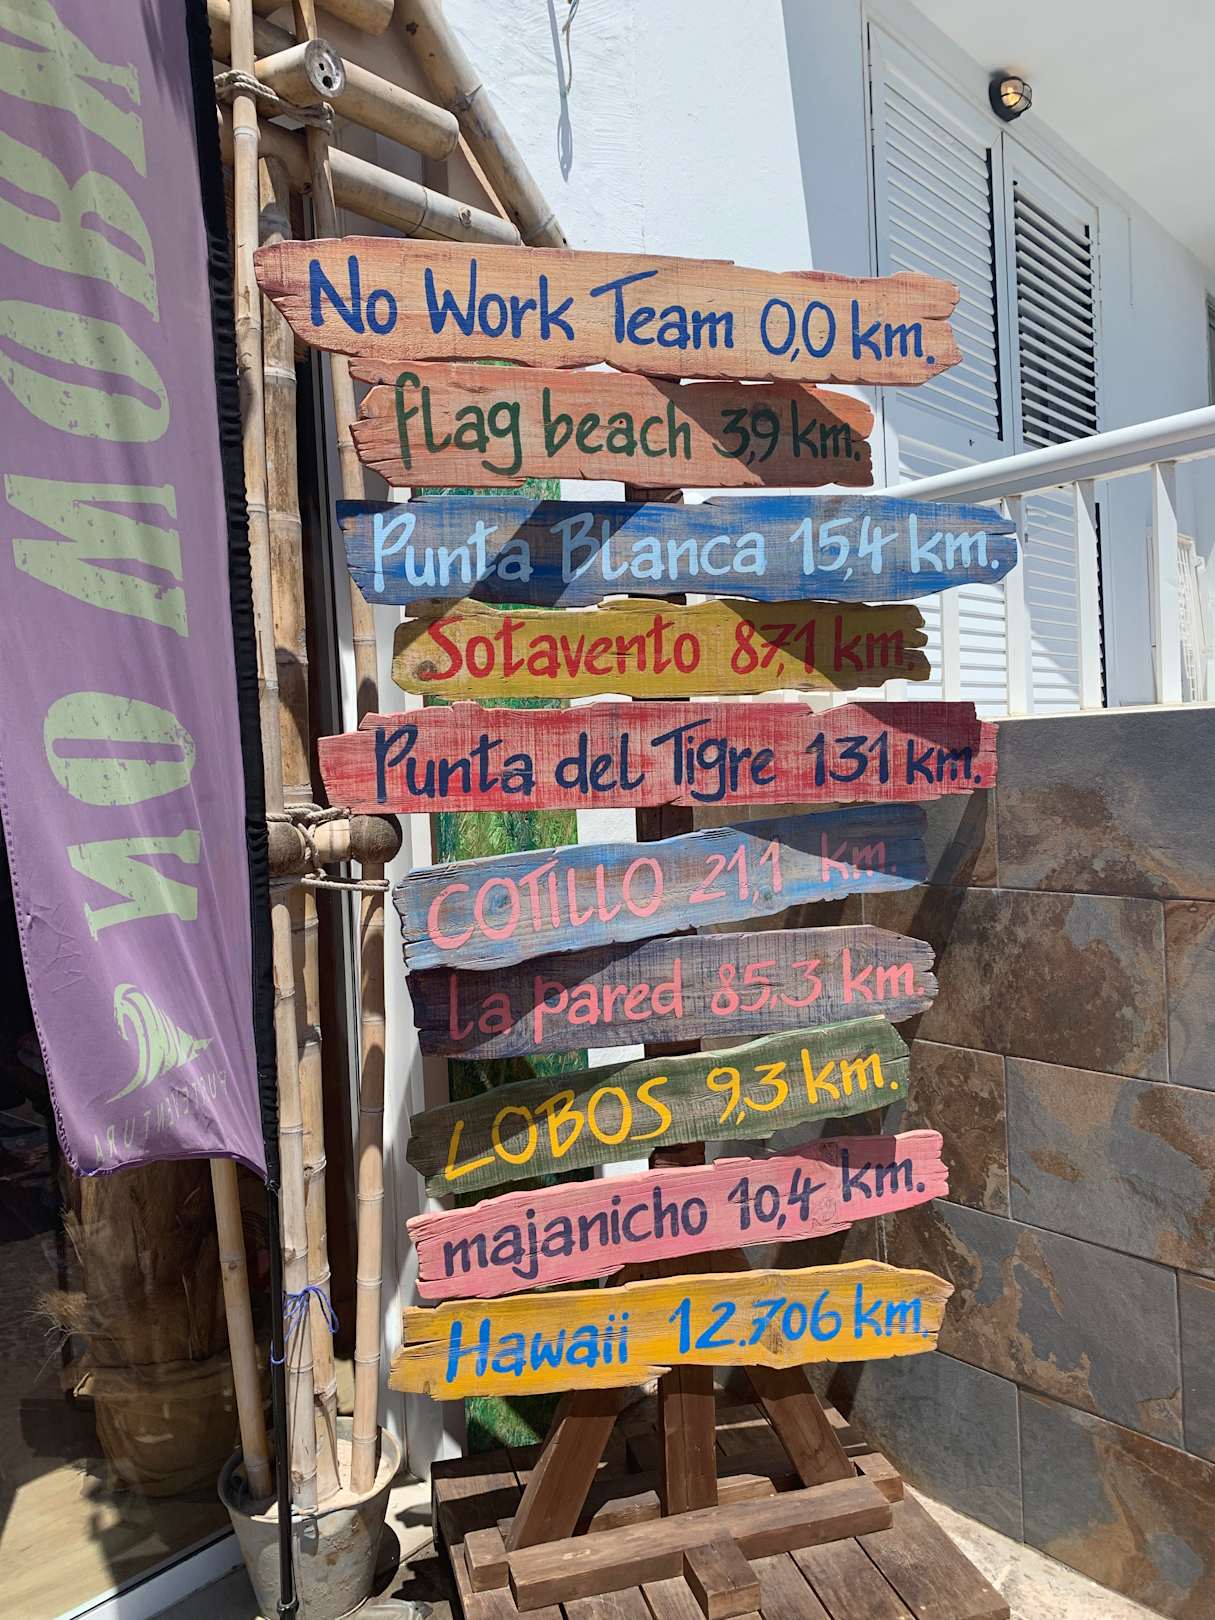 NO WORK
FUERTEVENTURA
No Work Team 0,0 km.
flag beach 3,9 km.
Punta Blanca 15,4 km.
Sotavento 87,1 km.
Punta del Tigre 131 km.
COTILLO 21,1 km.
la pared 85.3 km.
LOBOS 9,3 km.
majanicho 10,4 km.
Hawaii 12.706 km.